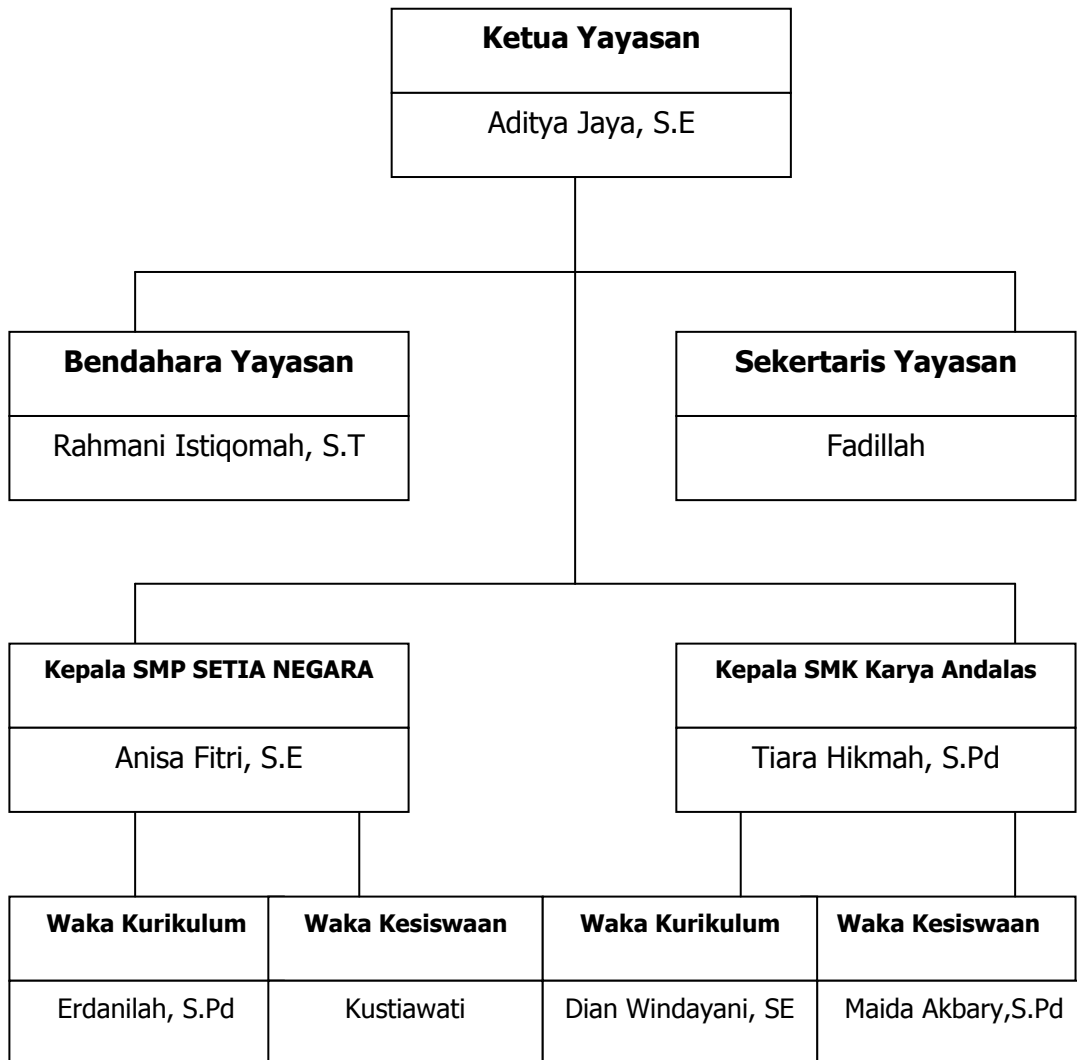 Ketua Yayasan
Aditya Jaya, S.E
Bendahara Yayasan
Rahmani Istiqomah, S.T
Sekertaris Yayasan
Fadillah
Kepala SMP SETIA NEGARA
Anisa Fitri, S.E
Kepala SMK Karya Andalas
Tiara Hikmah, S.Pd
Waka Kurikulum
Erdanilah, S.Pd
Waka Kesiswaan
Kustiawati
Waka Kurikulum
Dian Windayani, SE
Waka Kesiswaan
Maida Akbary,S.Pd